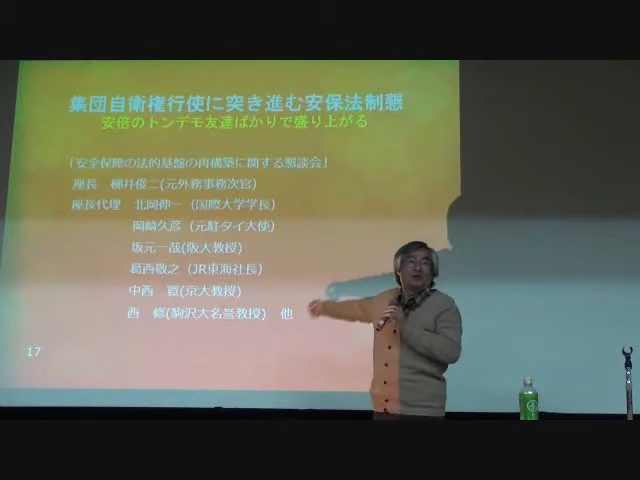 集団自衛権行使に突き進む安保法制懇
安倍のトンデモ友達ばかりで盛り上がる
「安全保障の法的基盤の再構築に関する懇談会」
座長　柳井俊二(元外務事務次官)
座長代理　北岡伸一（国際大学学長）
岡崎久彦（元駐タイ大使）
坂元一哉(阪大教授)
葛西敬之（JR東海社長）
中西　寛(京大教授)
西　修(駒沢大名誉教授)　他
17